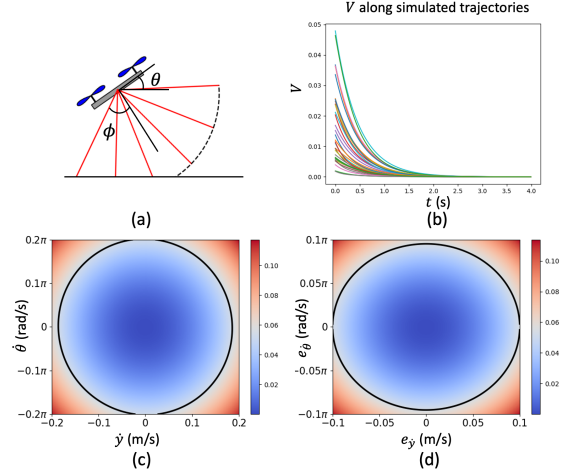 V along simulated trajectories
θ
ϕ
(a)
V
0.05
0.04
0.03
0.02
0.01
0.00
0.0 0.5 1.0 1.5 2.0 2.5 3.0 3.5 4.0
t (s)
(b)
θ̇ (rad/s)
0.2π
0.1π
0
−0.1π
−0.2π
−0.2 −0.1 0 0.1 0.2
ẏ (m/s)
0.10
0.08
0.06
0.04
0.02
(c)
e_θ̇ (rad/s)
0.1π
0.05π
0
-0.05π
−0.1π
−0.10 −0.05 0 0.05 0.1
e_ẏ (m/s)
0.10
0.08
0.06
0.04
0.02
(d)